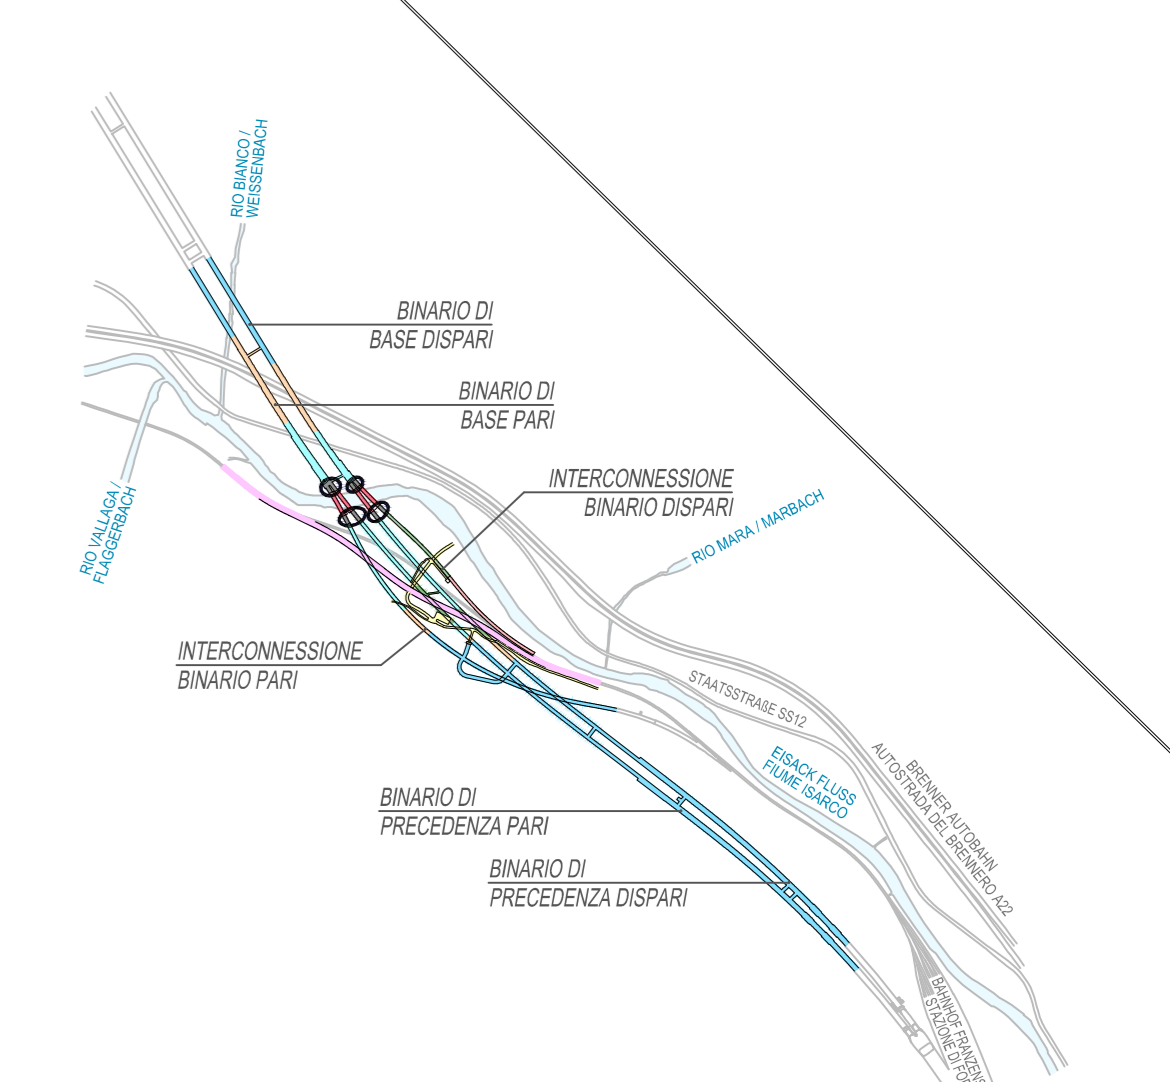 RIO BIANCO /
WEISSENBACH
BINARIO DI
BASE DISPARI
BINARIO DI
BASE PARI
INTERCONNESSIONE
BINARIO DISPARI
RIO VALLAGA /
FLAGGERBACH
RIO MARA / MARBACH
INTERCONNESSIONE
BINARIO PARI
STAATSSTRAßE SS12
EISACK FLUSS
FIUME ISARCO
BRENNER AUTOBAHN
AUTOSTRADA DEL BRENNERO A22
BINARIO DI
PRECEDENZA PARI
BINARIO DI
PRECEDENZA DISPARI
BAHNHOF FRANZENS
STAZIONE DI FO